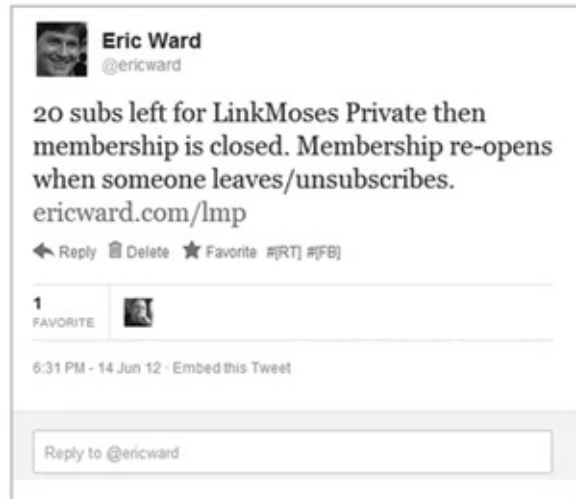 Eric Ward
@ericward
20 subs left for LinkMoses Private then
membership is closed. Membership re-opens
when someone leaves/unsubscribes.
ericward.com/lmp
Reply Delete Favorite #[RT] #[FB]
1
FAVORITE
6:31 PM - 14 Jun 12 · Embed this Tweet
Reply to @ericward